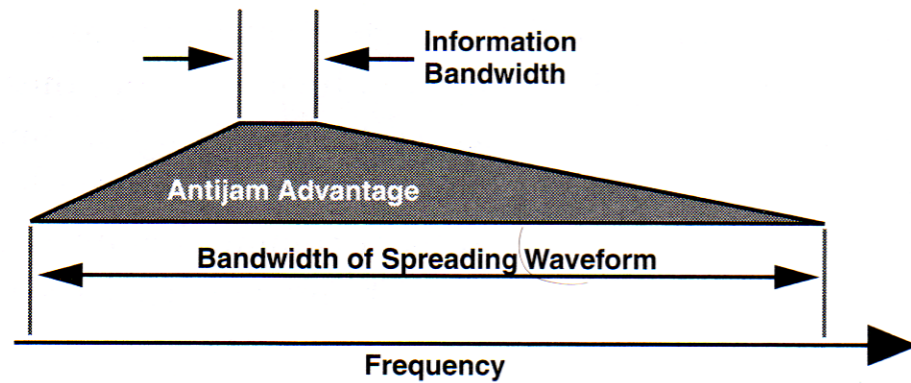 Information
Bandwidth
Antijam Advantage
Bandwidth of Spreading Waveform
Frequency